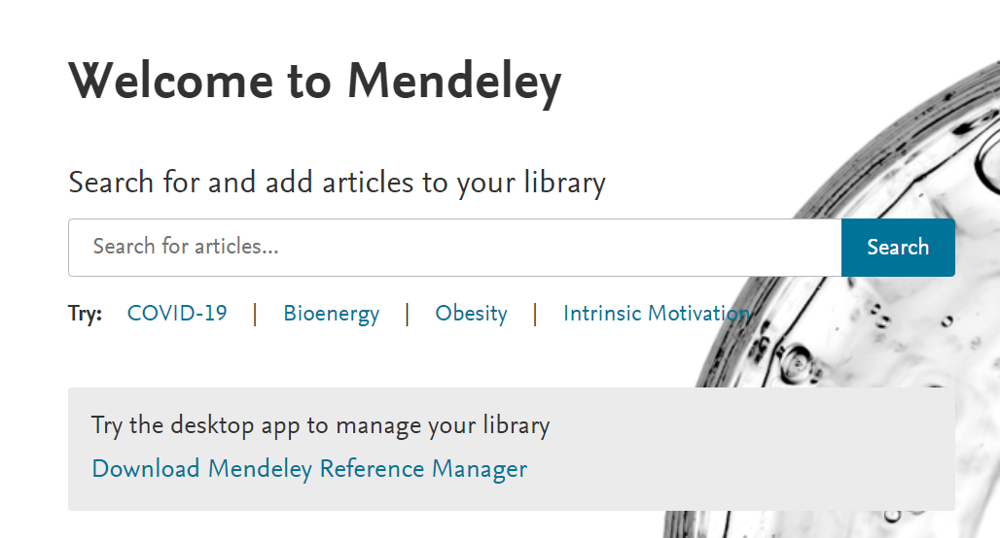 Welcome to Mendeley
Search for and add articles to your library
Search for articles...
Search
Try: COVID-19 | Bioenergy | Obesity | Intrinsic Motivation
Try the desktop app to manage your library
Download Mendeley Reference Manager